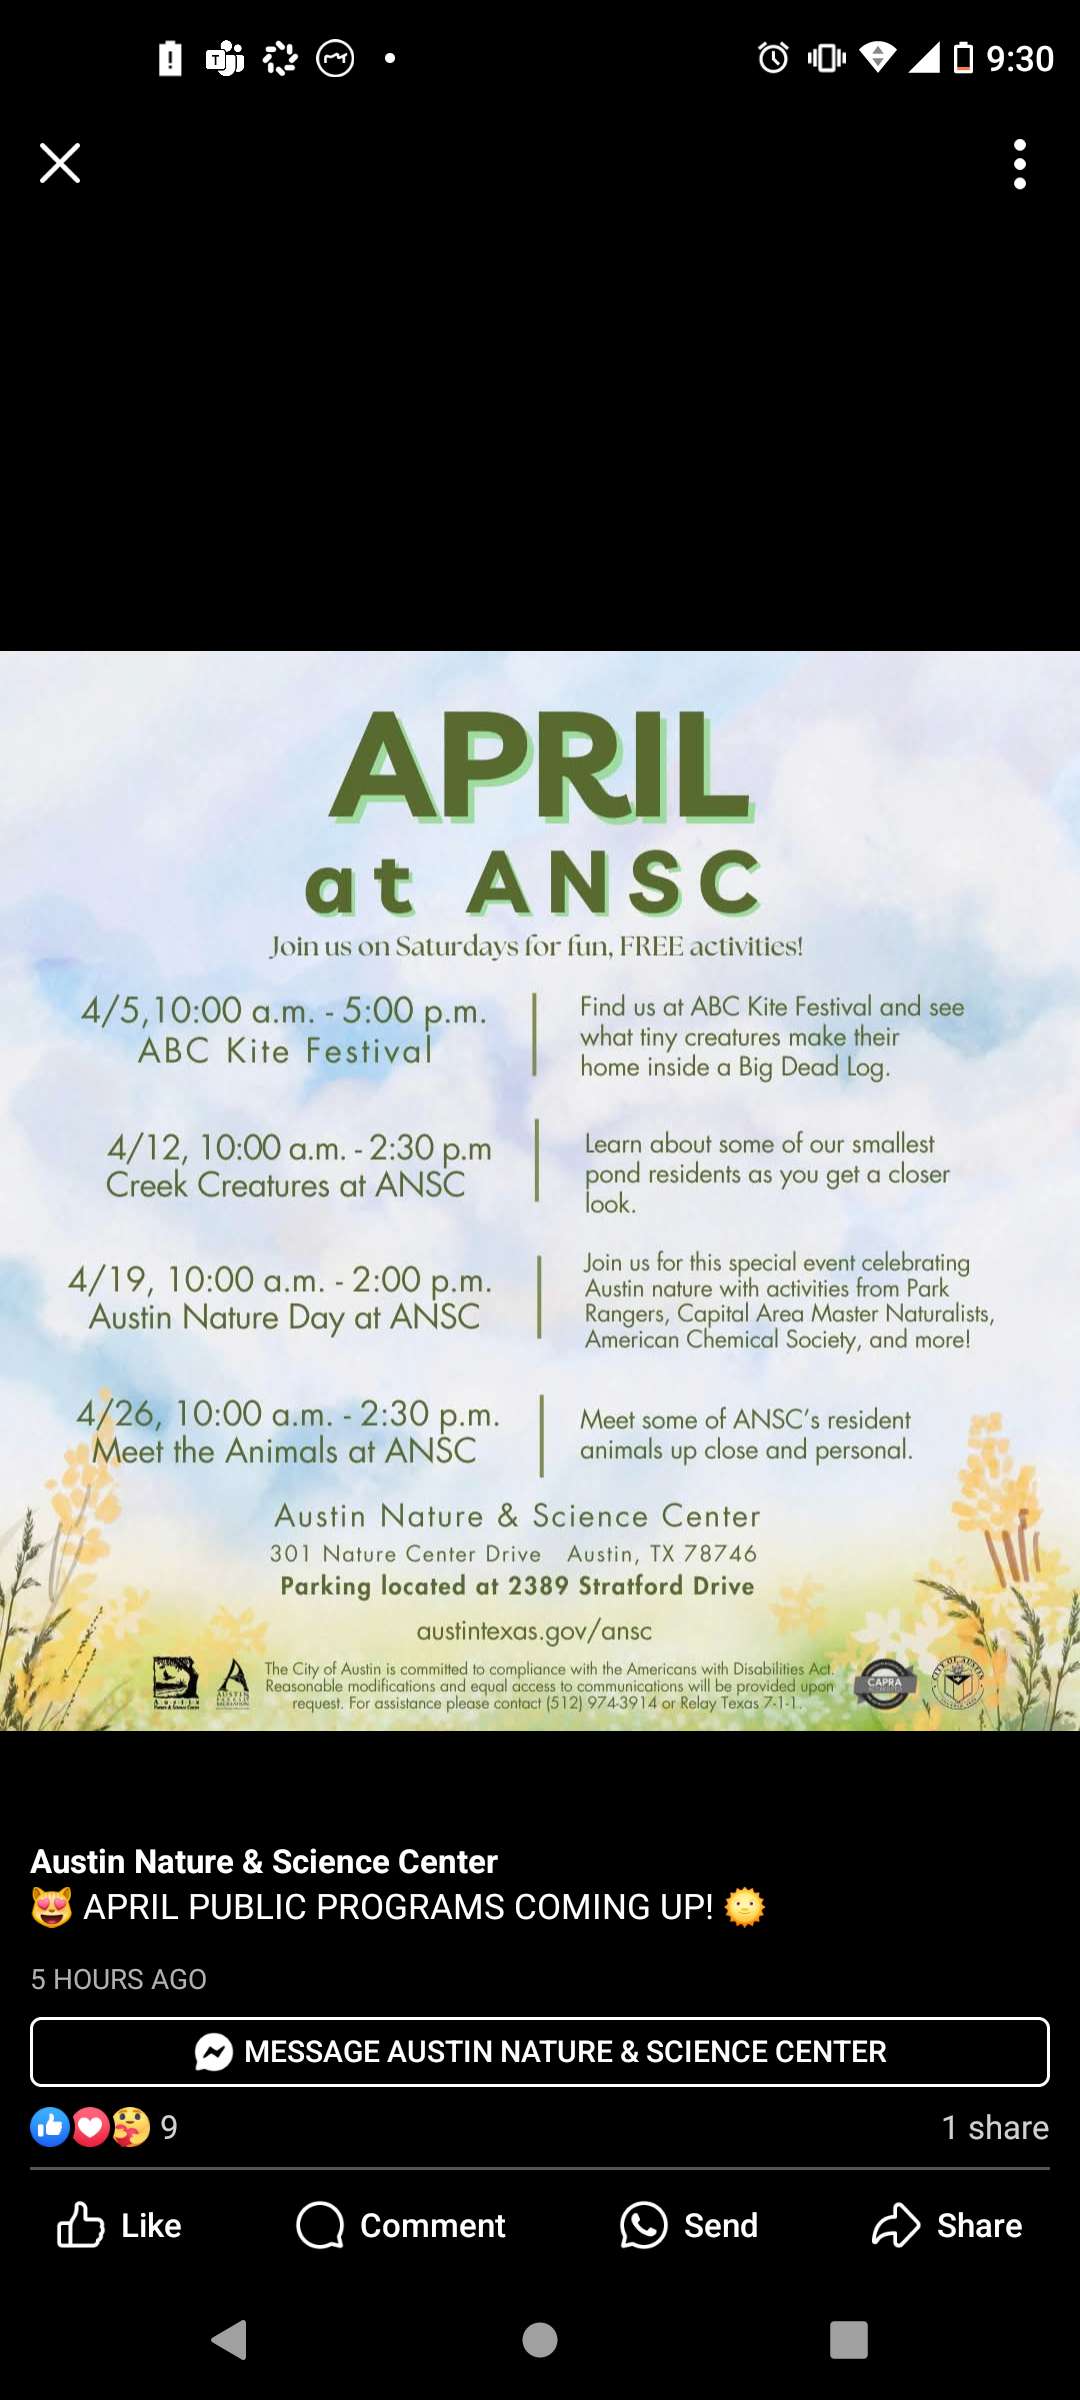 9:30
APRIL
at ANSC
Join us on Saturdays for fun, FREE activities!
4/5,10:00 a.m. - 5:00 p.m.
ABC Kite Festival
Find us at ABC Kite Festival and see
what tiny creatures make their
home inside a Big Dead Log.
4/12, 10:00 a.m. - 2:30 p.m
Creek Creatures at ANSC
Learn about some of our smallest
pond residents as you get a closer
look.
4/19, 10:00 a.m. - 2:00 p.m.
Austin Nature Day at ANSC
Join us for this special event celebrating
Austin nature with activities from Park
Rangers, Capital Area Master Naturalists,
American Chemical Society, and more!
4/26, 10:00 a.m. - 2:30 p.m.
Meet the Animals at ANSC
Meet some of ANSC's resident
animals up close and personal.
Austin Nature & Science Center
301 Nature Center Drive Austin, TX 78746
Parking located at 2389 Stratford Drive
austintexas.gov/ansc
The City of Austin is committed to compliance with the Americans with Disabilities Act.
Reasonable modifications and equal access to communications will be provided upon
request. For assistance please contact (512) 974-3914 or Relay Texas 7-1-1.
CAPRA
Austin Nature & Science Center
😻 APRIL PUBLIC PROGRAMS COMING UP! 🌞
5 HOURS AGO
MESSAGE AUSTIN NATURE & SCIENCE CENTER
9
1 share
Like
Comment
Send
Share